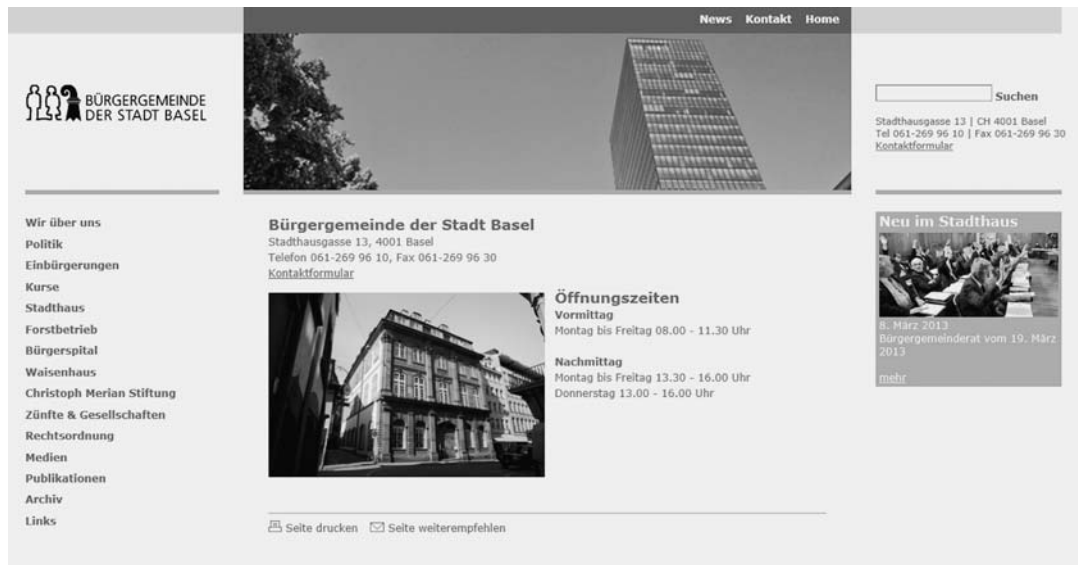 News Kontakt Home
BÜRGERGEMEINDE
DER STADT BASEL
Suchen
Stadthausgasse 13 | CH 4001 Basel
Tel 061-269 96 10 | Fax 061-269 96 30
Kontaktformular
Wir über uns
Politik
Einbürgerungen
Kurse
Stadthaus
Forstbetrieb
Bürgerspital
Waisenhaus
Christoph Merian Stiftung
Zünfte & Gesellschaften
Rechtsordnung
Medien
Publikationen
Archiv
Links
Bürgergemeinde der Stadt Basel
Stadthausgasse 13, 4001 Basel
Telefon 061-269 96 10, Fax 061-269 96 30
Kontaktformular
Öffnungszeiten
Vormittag
Montag bis Freitag 08.00 - 11.30 Uhr
Nachmittag
Montag bis Freitag 13.30 - 16.00 Uhr
Donnerstag 13.00 - 16.00 Uhr
Seite drucken Seite weiterempfehlen
Neu im Stadthaus
8. März 2013
Bürgergemeinderat vom 19. März
2013
mehr